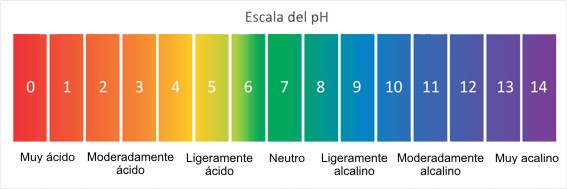 Escala del pH
0 1 2 3 4 5 6 7 8 9 10 11 12 13 14
Muy ácido Moderadamente ácido Ligeramente ácido Neutro Ligeramente alcalino Moderadamente alcalino Muy acalino